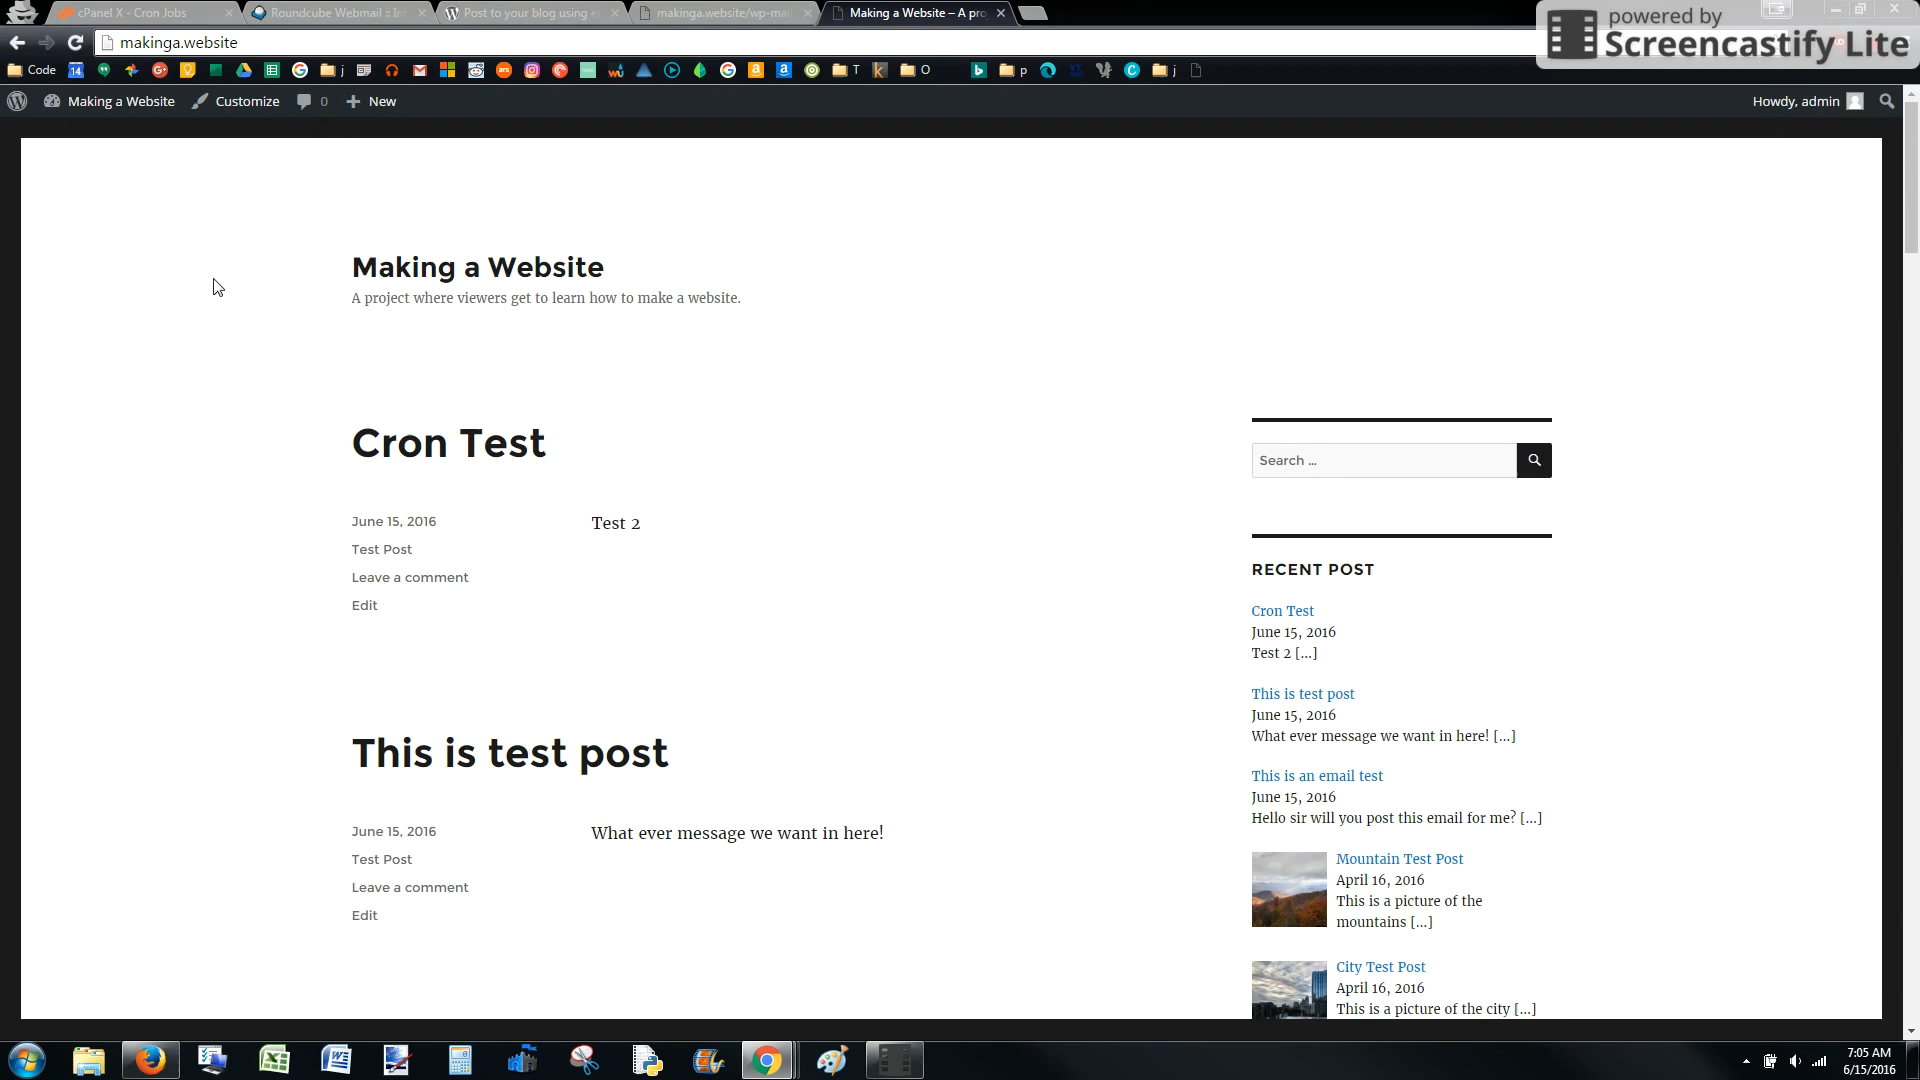 cPanel X - Cron Jobs
Roundcube Webmail :: In
Post to your blog using e
makinga.website/wp-mai
Making a Website – A pro
powered by
Screencastify Lite
makinga.website
Code
14
j
T
O
p
j
Making a Website
Customize
0
New
Howdy, admin
Making a Website
A project where viewers get to learn how to make a website.
Cron Test
June 15, 2016
Test Post
Leave a comment
Edit
Test 2
This is test post
June 15, 2016
Test Post
Leave a comment
Edit
What ever message we want in here!
Search ...
RECENT POST
Cron Test
June 15, 2016
Test 2 [...]
This is test post
June 15, 2016
What ever message we want in here! [...]
This is an email test
June 15, 2016
Hello sir will you post this email for me? [...]
Mountain Test Post
April 16, 2016
This is a picture of the
mountains [...]
City Test Post
April 16, 2016
This is a picture of the city [...]
7:05 AM
6/15/2016